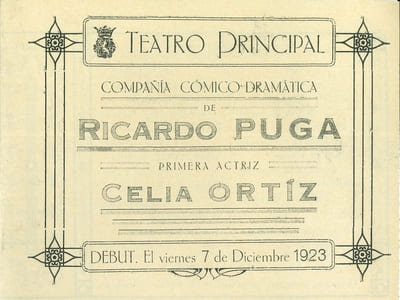 TEATRO PRINCIPAL
COMPAÑÍA CÓMICO-DRAMÁTICA
DE
RICARDO PUGA
PRIMERA ACTRIZ
CELIA ORTÍZ
DEBUT. El viernes 7 de Diciembre 1923